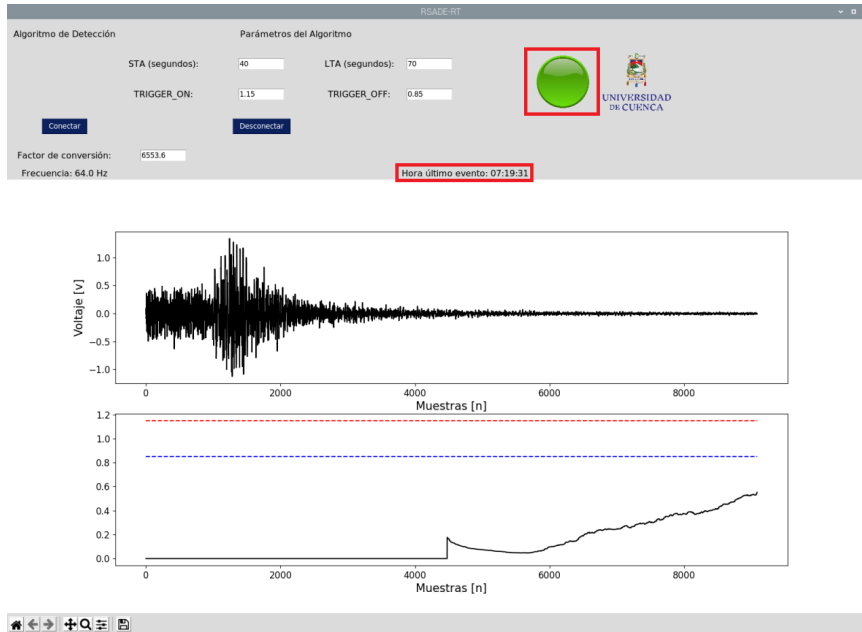 RSADE-RT
Algoritmo de Detección
Parámetros del Algoritmo
STA (segundos): 40 LTA (segundos): 70
TRIGGER_ON: 1.15 TRIGGER_OFF: 0.85
UNIVERSIDAD
DE CUENCA
Conectar Desconectar
Factor de conversión: 6553.6
Frecuencia: 64.0 Hz Hora último evento: 07:19:31
Voltaje [v]
1.0
0.5
0.0
−0.5
−1.0
0 2000 4000 6000 8000
Muestras [n]
1.2
1.0
0.8
0.6
0.4
0.2
0.0
0 2000 4000 6000 8000
Muestras [n]